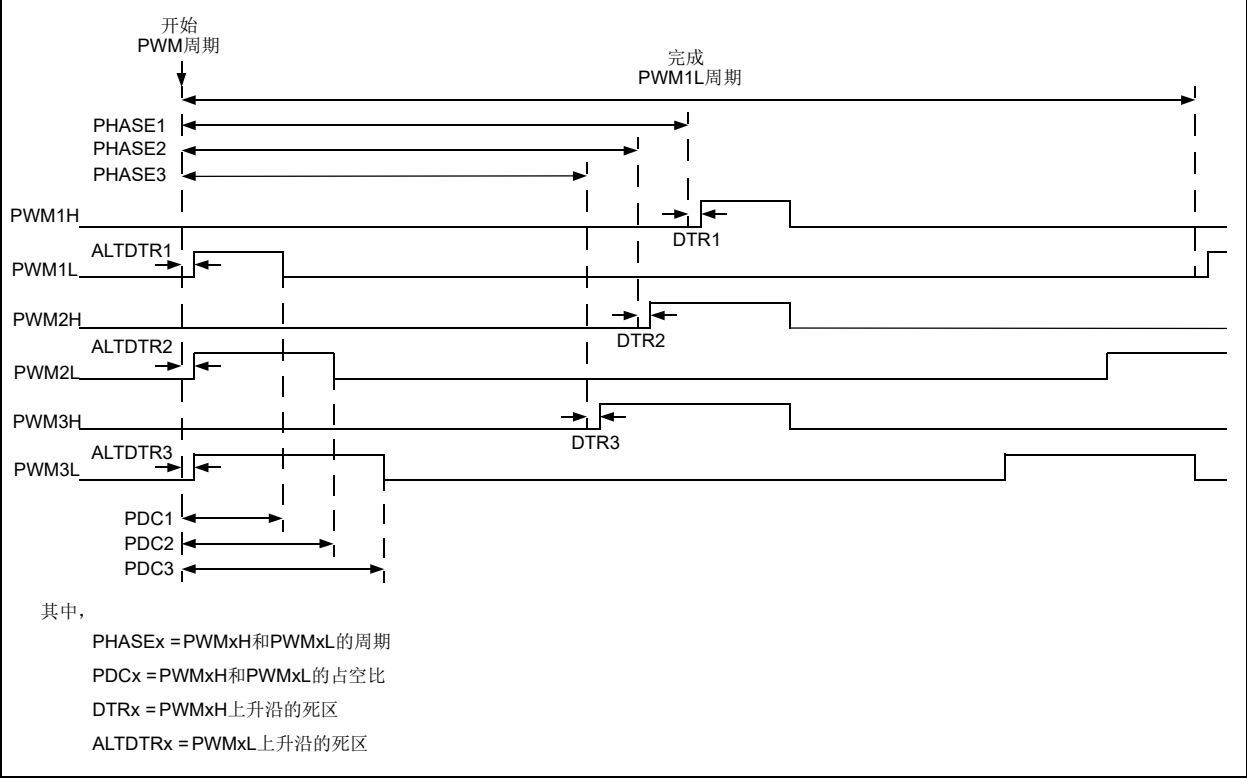 开始
PWM周期
完成
PWM1L周期
PHASE1
PHASE2
PHASE3
PWM1H
DTR1
ALTDTR1
PWM1L
PWM2H
DTR2
ALTDTR2
PWM2L
PWM3H
DTR3
ALTDTR3
PWM3L
PDC1
PDC2
PDC3
其中，
PHASEx = PWMxH和PWMxL的周期
PDCx = PWMxH和PWMxL的占空比
DTRx = PWMxH上升沿的死区
ALTDTRx = PWMxL上升沿的死区